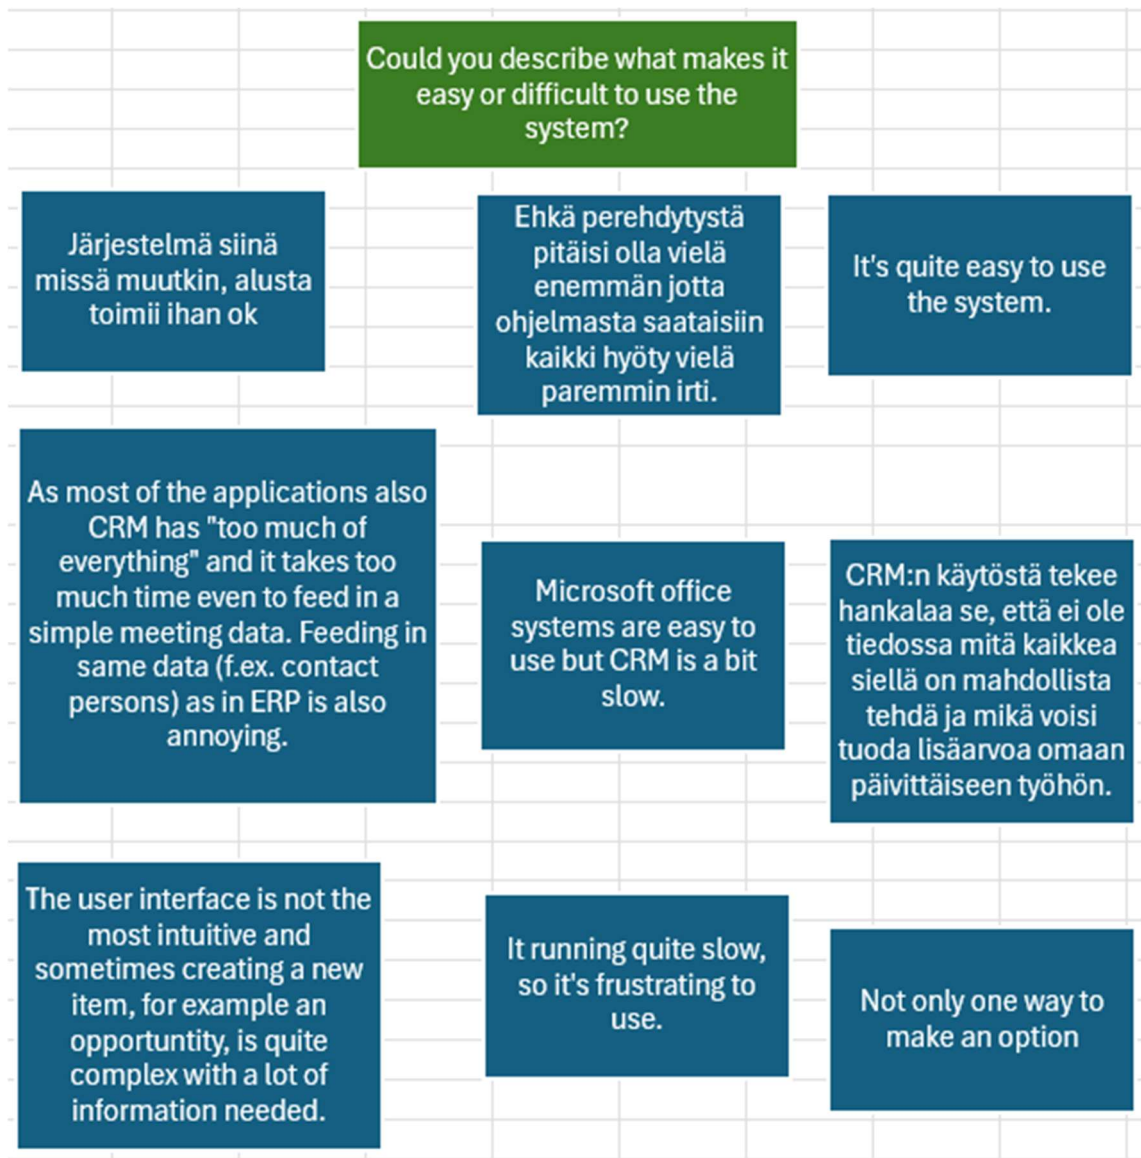 Could you describe what makes it
easy or difficult to use the
system?
Järjestelmä siinä
missä muutkin, alusta
toimii ihan ok
Ehkä perehdytystä
pitäisi olla vielä
enemmän jotta
ohjelmasta saataisiin
kaikki hyöty vielä
paremmin irti.
It's quite easy to use
the system.
As most of the applications also
CRM has "too much of
everything" and it takes too
much time even to feed in a
simple meeting data. Feeding in
same data (f.ex. contact
persons) as in ERP is also
annoying.
Microsoft office
systems are easy to
use but CRM is a bit
slow.
CRM:n käytöstä tekee
hankalaa se, että ei ole
tiedossa mitä kaikkea
siellä on mahdollista
tehdä ja mikä voisi
tuoda lisäarvoa omaan
päivittäiseen työhön.
The user interface is not the
most intuitive and
sometimes creating a new
item, for example an
opportuntity, is quite
complex with a lot of
information needed.
It running quite slow,
so it's frustrating to
use.
Not only one way to
make an option